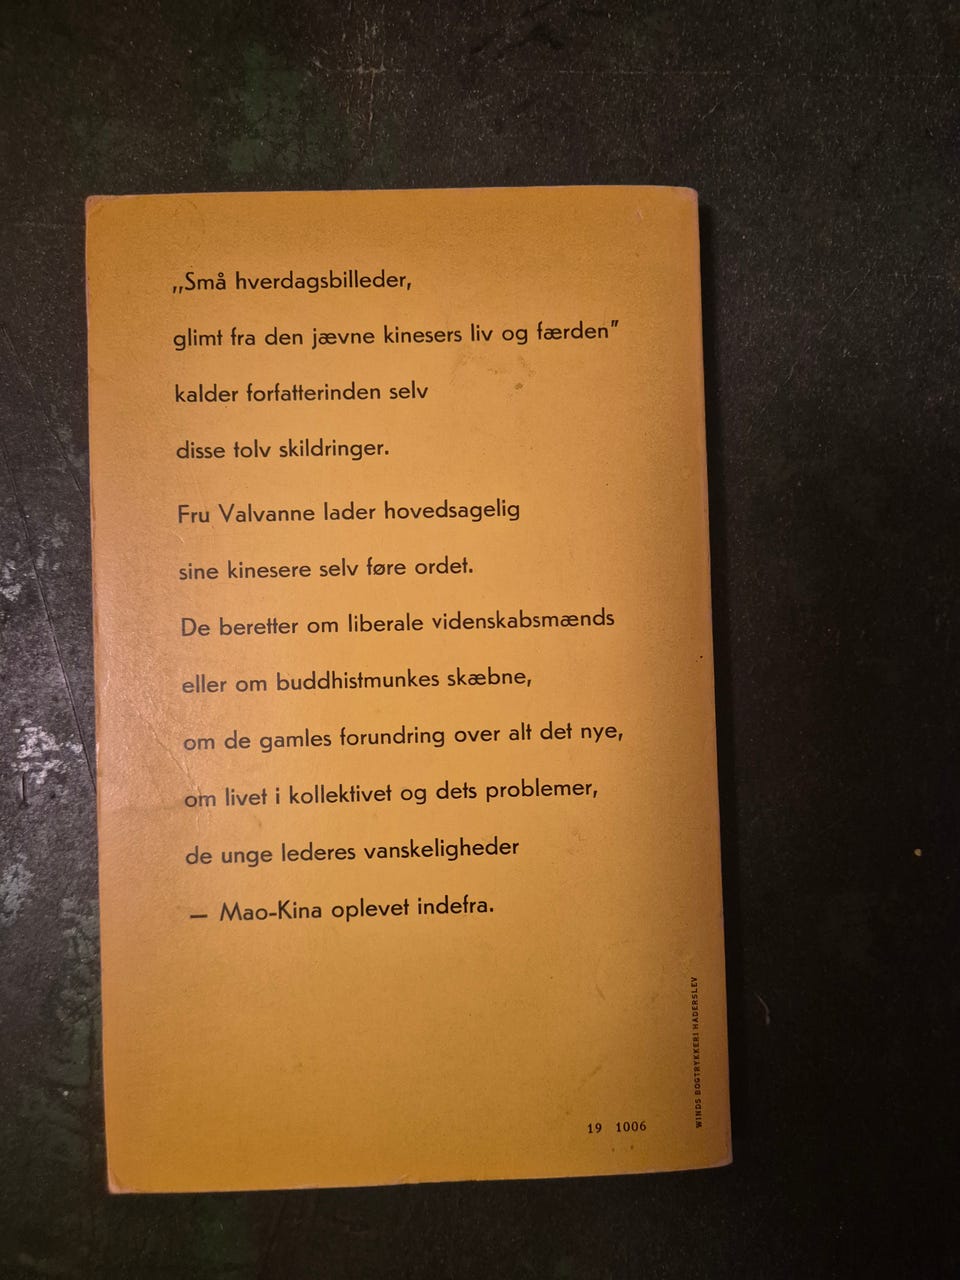 „Små hverdagsbilleder,
glimt fra den jævne kinesers liv og færden”
kalder forfatterinden selv
disse tolv skildringer.
Fru Valvanne lader hovedsagelig
sine kinesere selv føre ordet.
De beretter om liberale videnskabsmænds
eller om buddhistmunkes skæbne,
om de gamles forundring over alt det nye,
om livet i kollektivet og dets problemer,
de unge lederes vanskeligheder
— Mao-Kina oplevet indefra.
19 1006
WINDS BOGTRYKKERI HADERSLEV